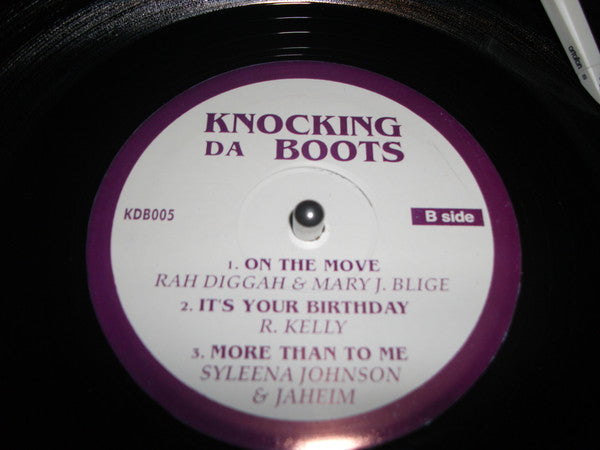 KNOCKING
DA BOOTS
KDB005
B side
1. ON THE MOVE
RAH DIGGAH & MARY J. BLIGE
2. IT'S YOUR BIRTHDAY
R. KELLY
3. MORE THAN TO ME
SYLEENA JOHNSON
& JAHEIM
ortofon